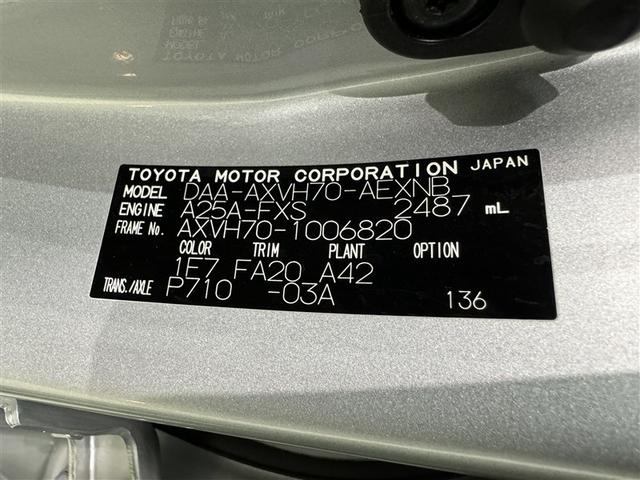 TOYOTA MOTOR CORPORATION JAPAN
MODEL DAA-AXVH70-AEXNB
ENGINE A25A-FXS 2487 mL
FRAME No. AXVH70-1006820
COLOR TRIM PLANT OPTION
1F7 FA20 A42
TRANS./AXLE P710 -03A 136